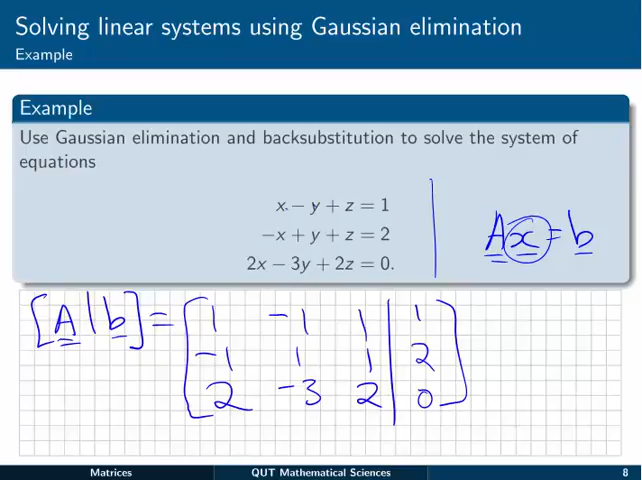 Solving linear systems using Gaussian elimination
Example
Example
Use Gaussian elimination and backsubstitution to solve the system of
equations
x − y + z = 1
−x + y + z = 2
2x − 3y + 2z = 0.
Ax = b
[A|b] = [1 -1 1 | 1
-1 1 1 | 2
2 -3 2 | 0]
Matrices QUT Mathematical Sciences 8